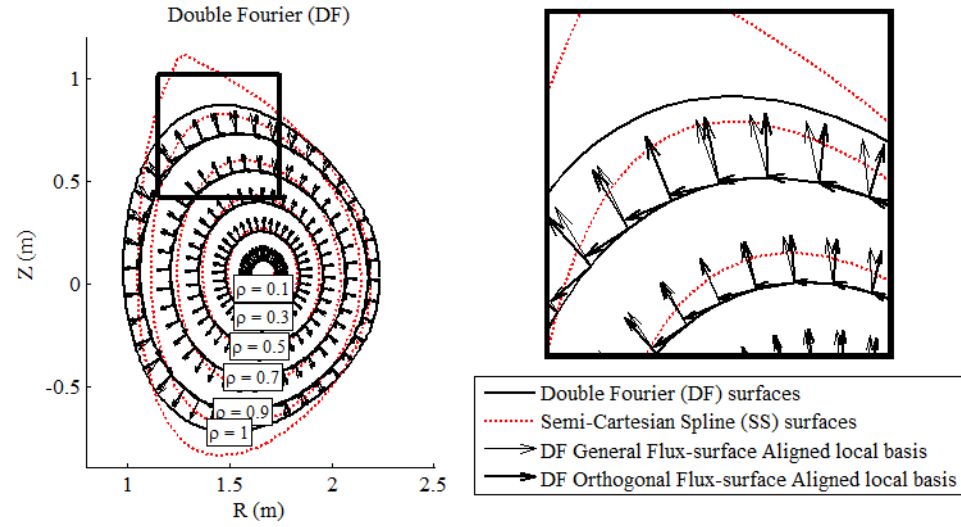 Double Fourier (DF)
1
0.5
0
-0.5
Z (m)
ρ = 0.1
ρ = 0.3
ρ = 0.5
ρ = 0.7
ρ = 0.9
ρ = 1
1
1.5
2
2.5
R (m)
Double Fourier (DF) surfaces
Semi-Cartesian Spline (SS) surfaces
DF General Flux-surface Aligned local basis
DF Orthogonal Flux-surface Aligned local basis